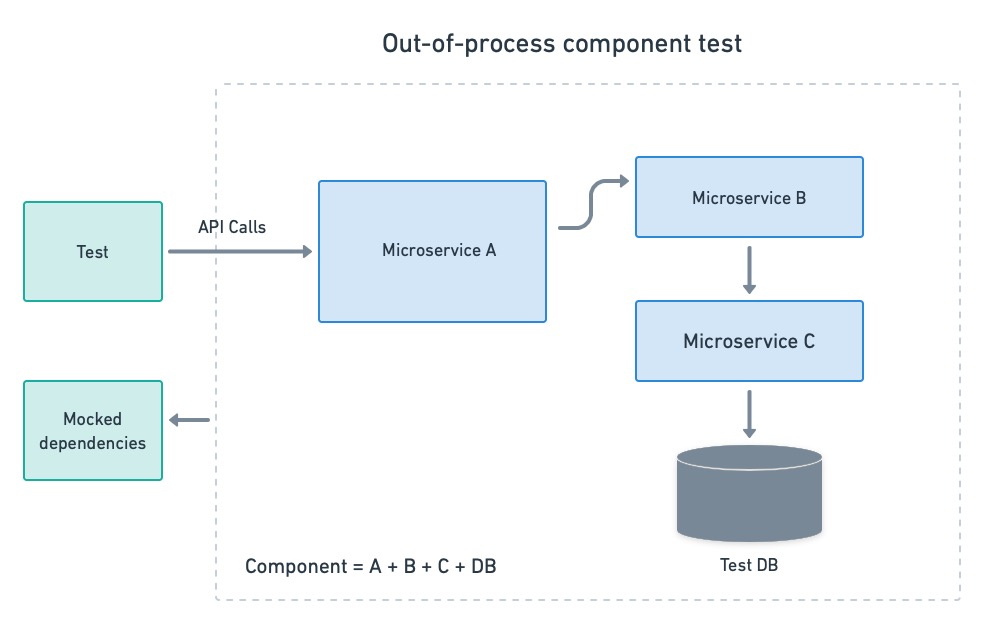 Out-of-process component test
Test
API Calls
Microservice A
Microservice B
Microservice C
Mocked
dependencies
Test DB
Component = A + B + C + DB